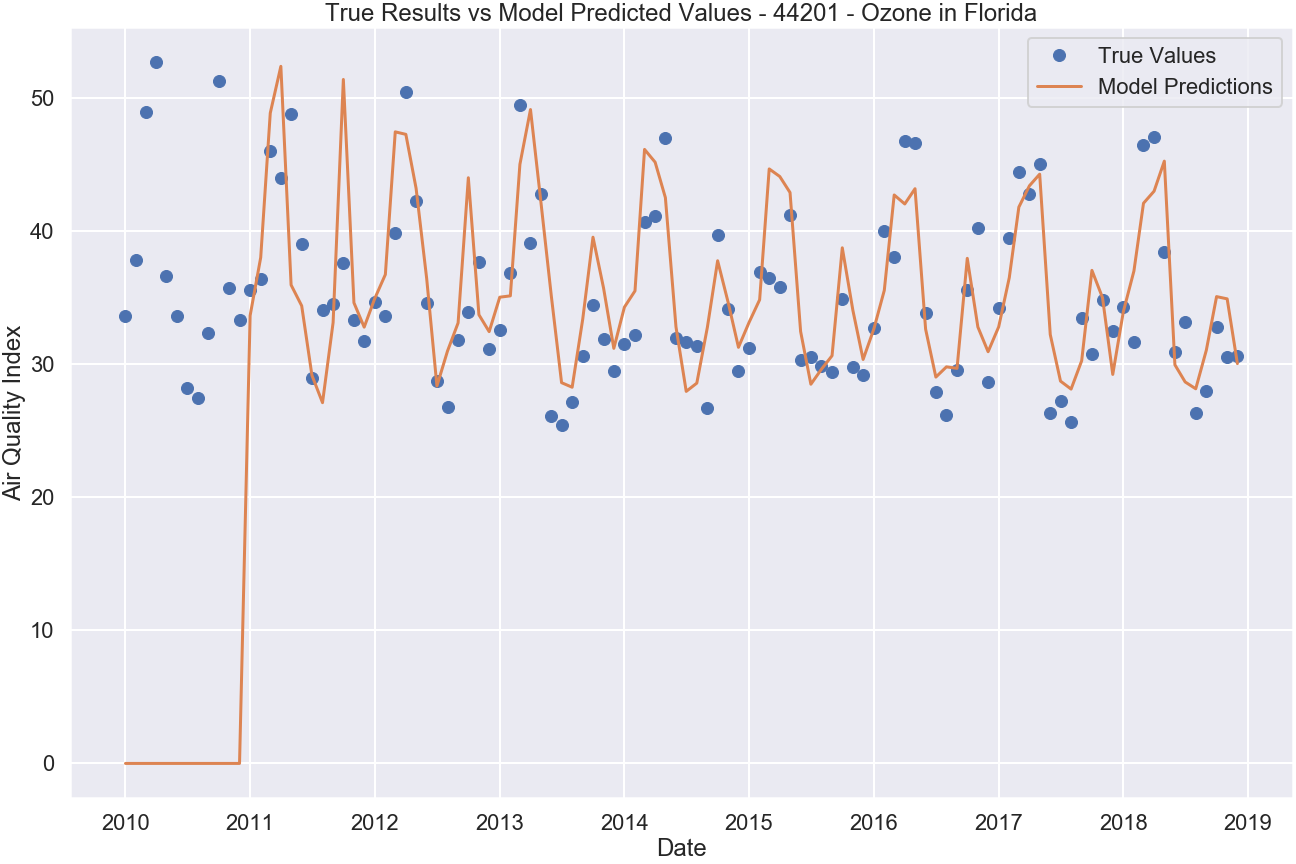 True Results vs Model Predicted Values - 44201 - Ozone in Florida
True Values
Model Predictions
Air Quality Index
50
40
30
20
10
0
2010 2011 2012 2013 2014 2015 2016 2017 2018 2019
Date